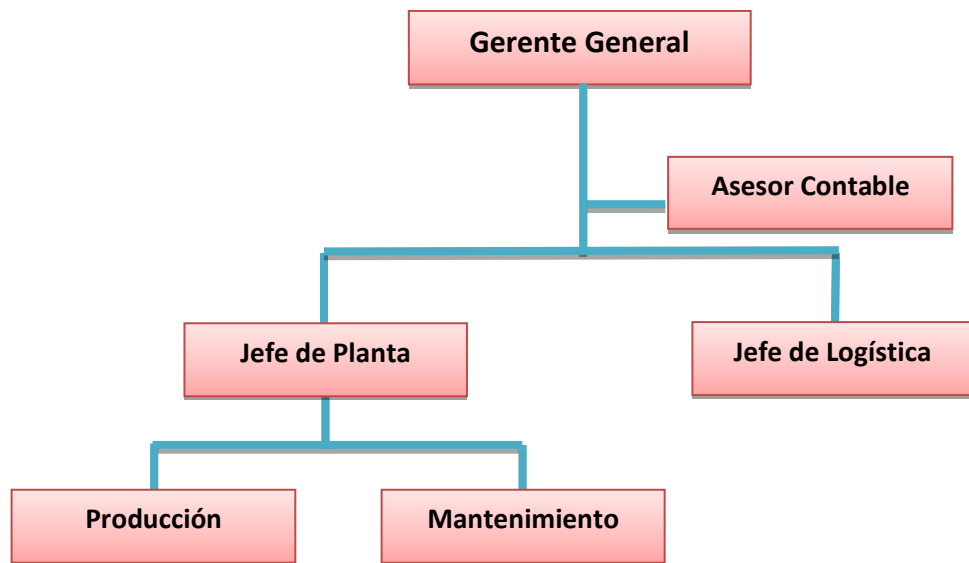 Gerente General
Asesor Contable
Jefe de Planta
Jefe de Logística
Producción
Mantenimiento